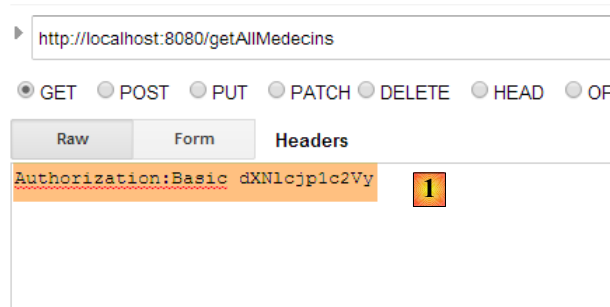 http://localhost:8080/getAllMedecins
GET POST PUT PATCH DELETE HEAD OP
Raw Form Headers
Authorization:Basic dXNlcjp1c2Vy
1